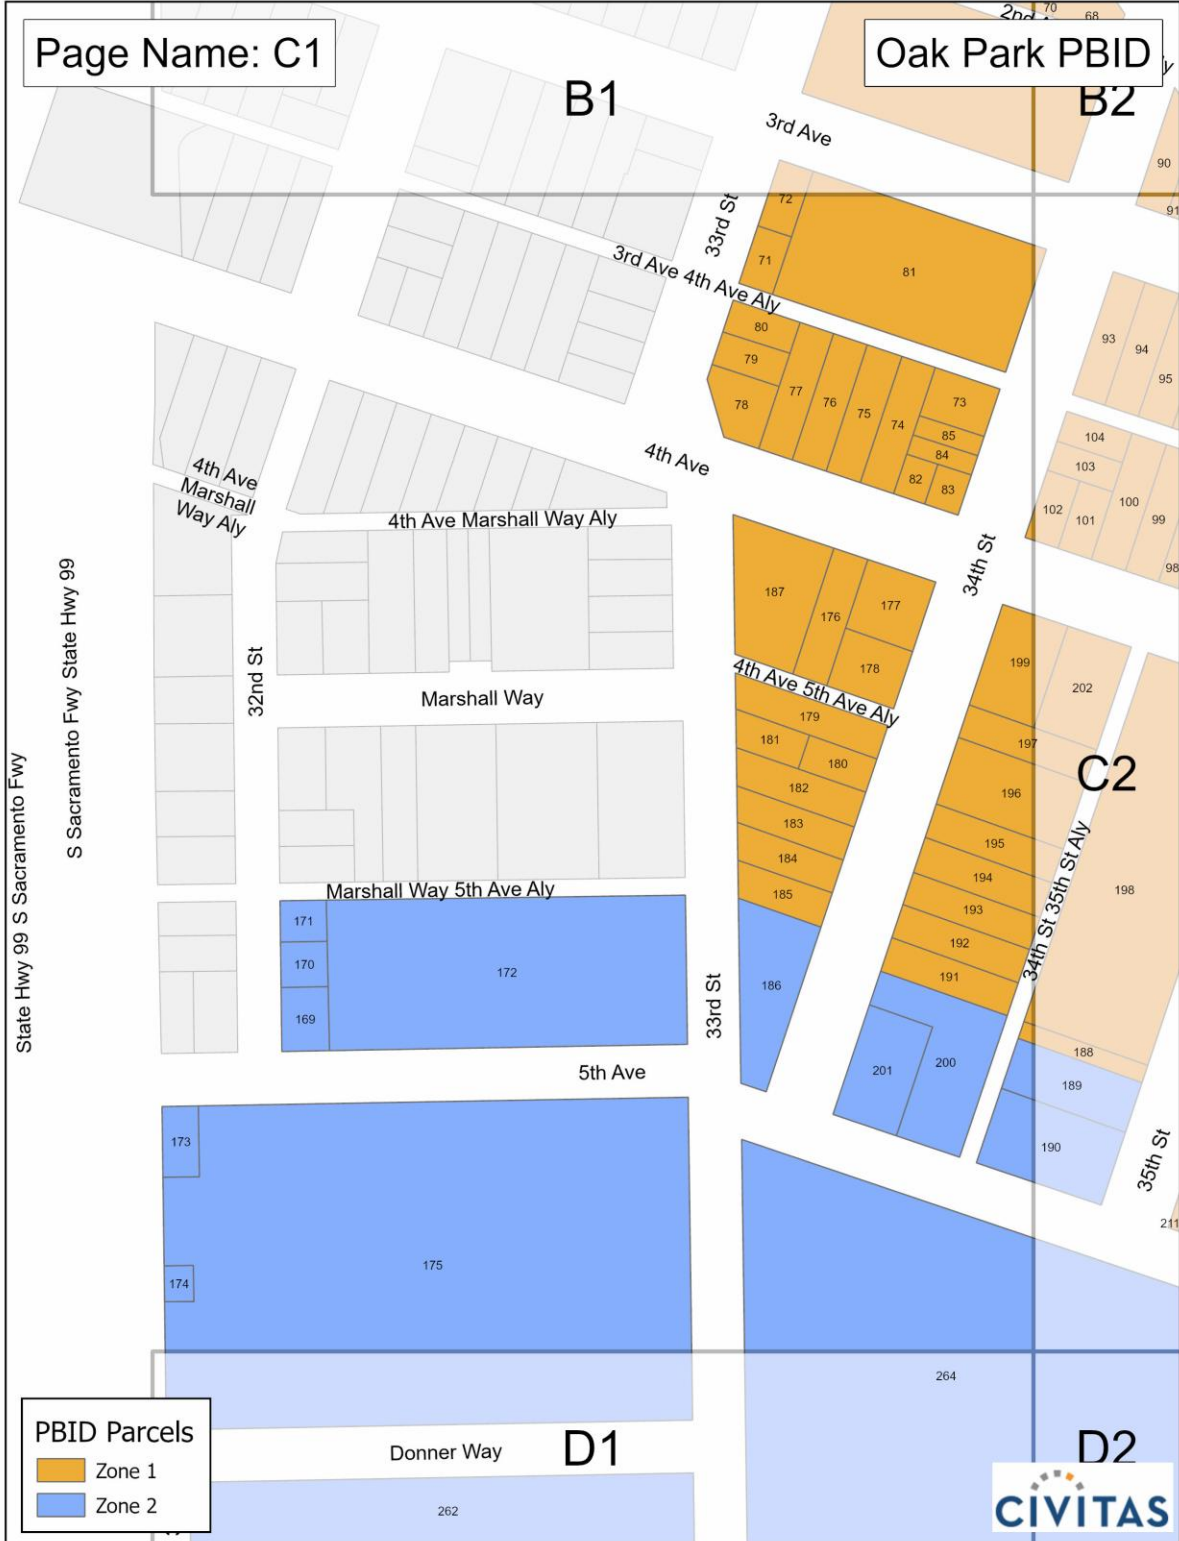 Page Name: C1
Oak Park PBID
70
68
B1
B2
3rd Ave
90
91
72
33rd St
71
81
3rd Ave 4th Ave Aly
80
79
78
77
76
75
74
73
85
84
82
83
93
94
95
104
103
102
101
100
99
98
4th Ave
4th Ave
Marshall
Way Aly
4th Ave Marshall Way Aly
34th St
187
176
177
178
4th Ave 5th Ave Aly
179
181
180
182
183
184
185
186
199
202
197
196
195
194
193
192
191
C2
198
34th St 35th St Aly
32nd St
Marshall Way
S Sacramento Fwy State Hwy 99
State Hwy 99 S Sacramento Fwy
Marshall Way 5th Ave Aly
171
170
169
172
33rd St
5th Ave
188
189
190
200
201
35th St
211
173
174
175
264
D1
D2
Donner Way
262
PBID Parcels
Zone 1
Zone 2
CIVITAS